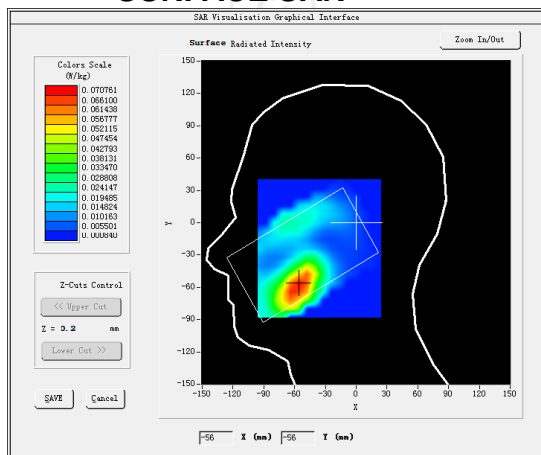 SAR Visualisation Graphical Interface
Surface Radiated Intensity
Zoom In/Out
Colors Scale
(W/kg)
0.070761
0.066100
0.061438
0.056777
0.052115
0.047454
0.042793
0.038131
0.033470
0.028808
0.024147
0.019485
0.014824
0.010163
0.005501
0.000840
Z-Cuts Control
<< Upper Cut
Z = 0.2 mm
Lower Cut >>
SAVE
Cancel
150
120
90
60
30
0
-30
-60
-90
-120
-150
Y
-150 -120 -90 -60 -30 0 30 60 90 120 150
X
-56 X (mm) -56 Y (mm)